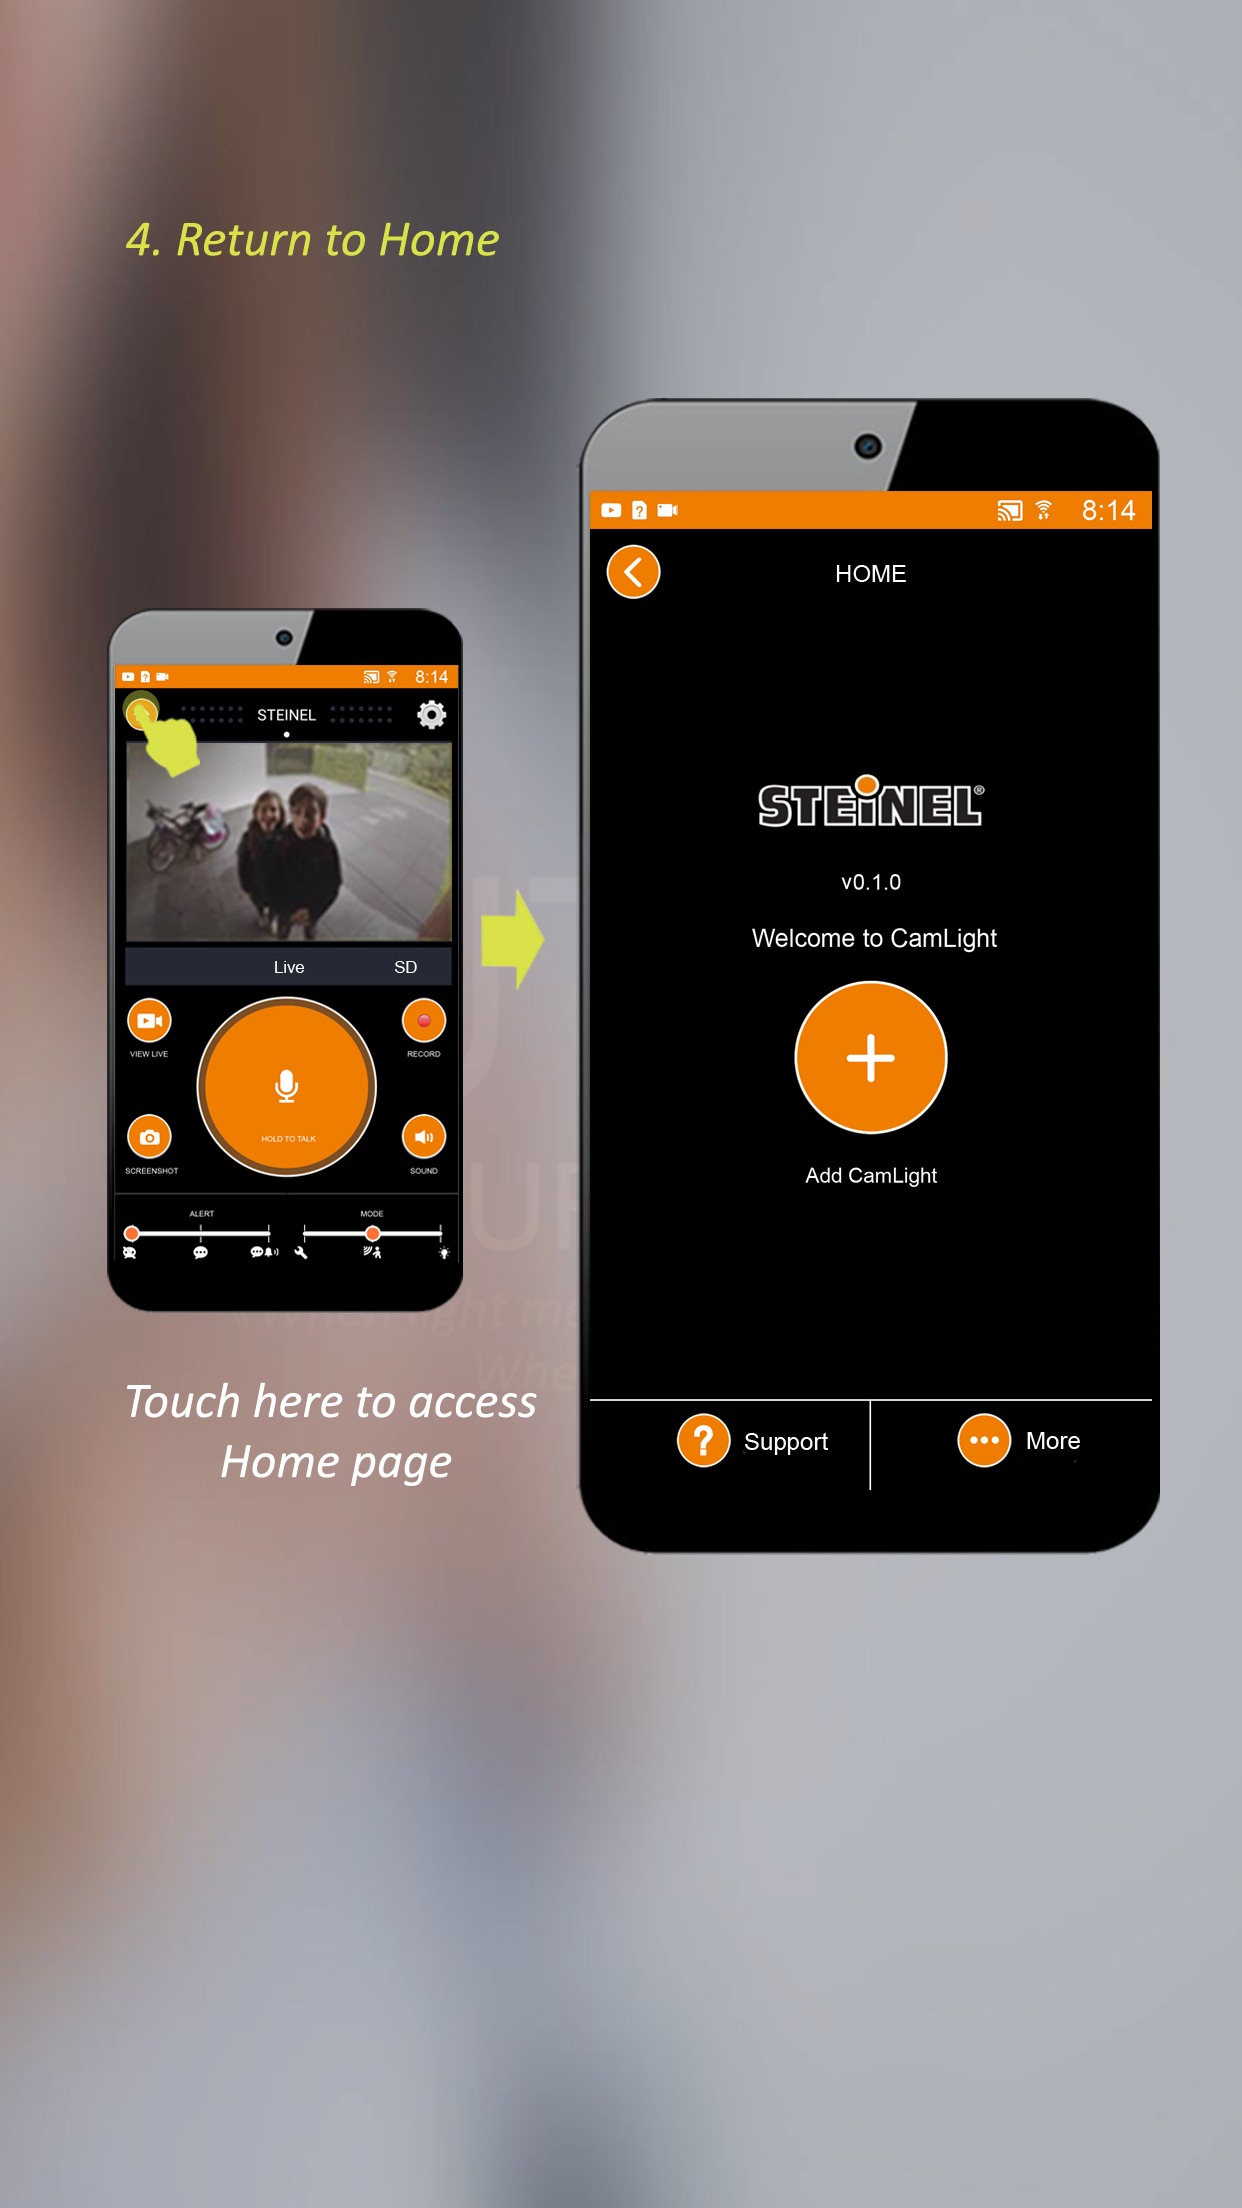 4. Return to Home
8:14
STEINEL
Live SD
VIEW LIVE
RECORD
HOLD TO TALK
SCREENSHOT
SOUND
ALERT MODE
Touch here to access
Home page
8:14
HOME
STEINEL®
v0.1.0
Welcome to CamLight
Add CamLight
Support More